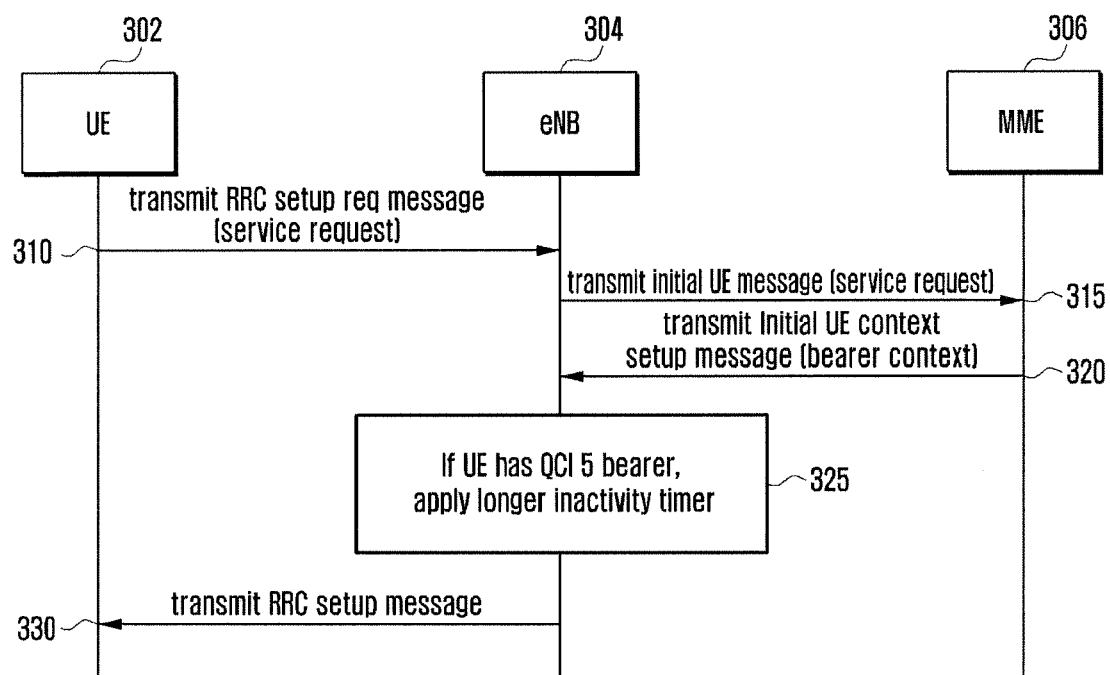 302
304
306
UE
eNB
MME
transmit RRC setup req message
(service request)
310
transmit initial UE message (service request)
315
transmit Initial UE context
setup message (bearer context)
320
If UE has QCI 5 bearer,
apply longer inactivity timer
325
transmit RRC setup message
330